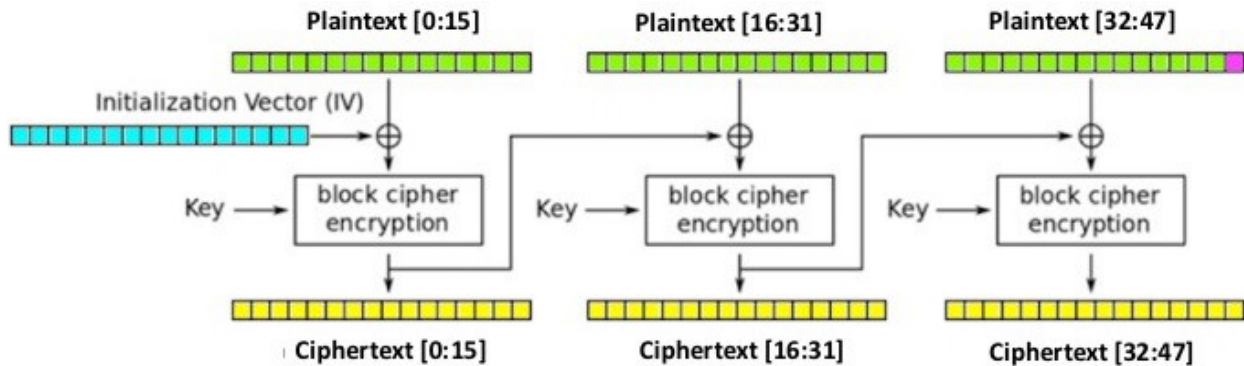 Plaintext [0:15]
Plaintext [16:31]
Plaintext [32:47]
Initialization Vector (IV)
Key
block cipher
encryption
Key
block cipher
encryption
Key
block cipher
encryption
Ciphertext [0:15]
Ciphertext [16:31]
Ciphertext [32:47]